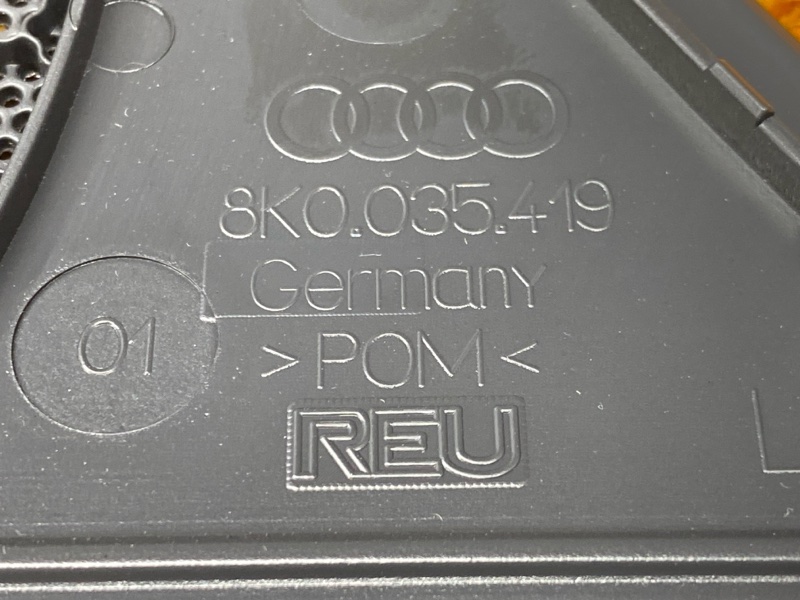 8K0.035.419
Germany
01
>POM<
REU